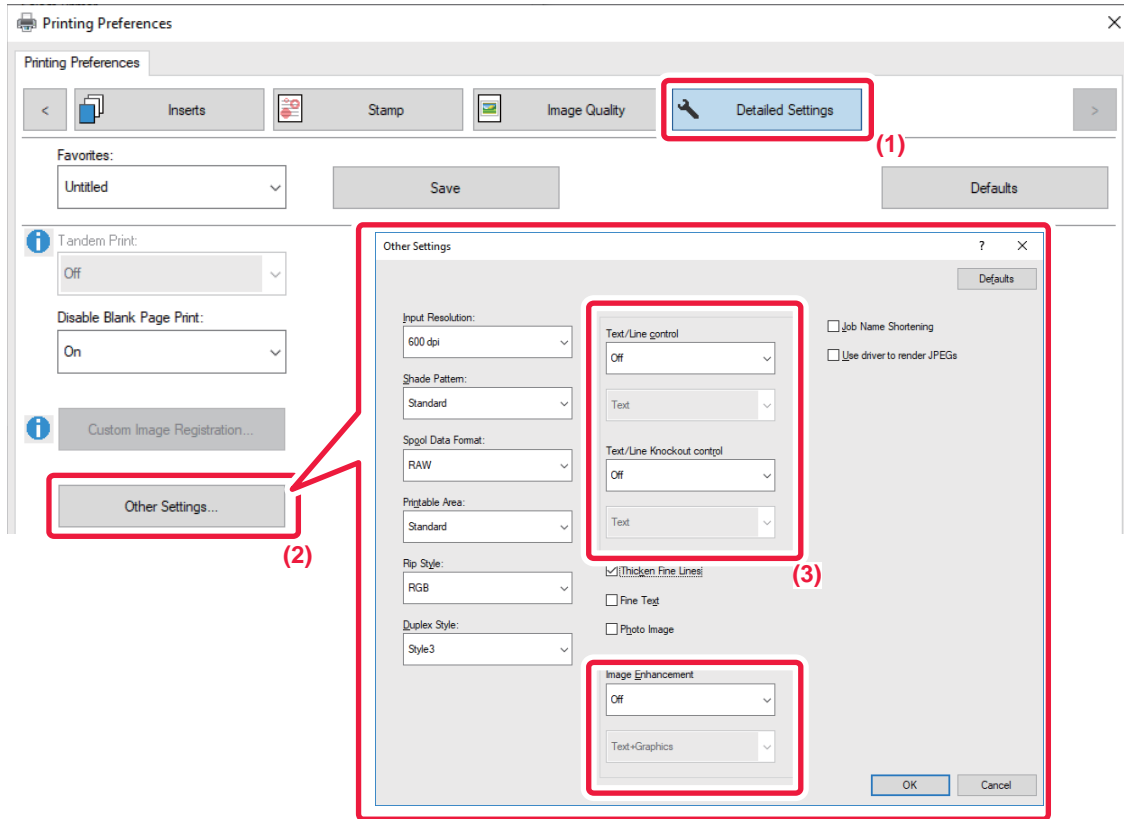 Printing Preferences
Printing Preferences
< Inserts Stamp Image Quality Detailed Settings >
(1)
Favorites:
Untitled Save Defaults
Tandem Print:
Off
Disable Blank Page Print:
On
Custom Image Registration...
Other Settings...
(2)
Other Settings ?
Defaults
Input Resolution:
600 dpi
Shade Pattern:
Standard
Spool Data Format:
RAW
Printable Area:
Standard
Rip Style:
RGB
Duplex Style:
Style3
Text/Line control
Off
Text
Text/Line Knockout control
Off
Text
(3)
Thicken Fine Lines
Fine Text
Photo Image
Image Enhancement
Off
Text+Graphics
Job Name Shortening
Use driver to render JPEGs
OK Cancel